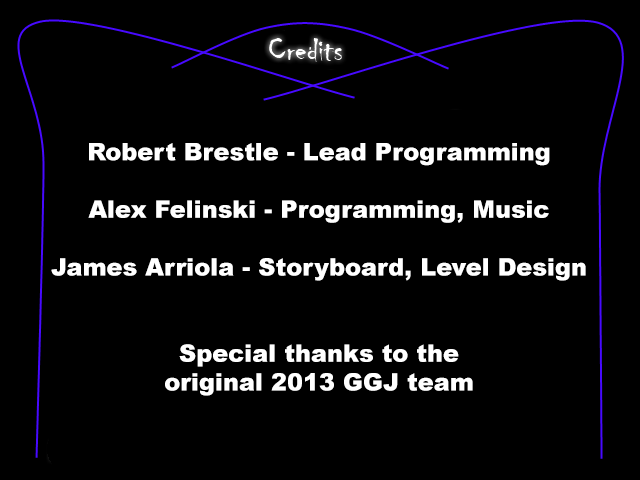 Credits
Robert Brestle - Lead Programming
Alex Felinski - Programming, Music
James Arriola - Storyboard, Level Design
Special thanks to the
original 2013 GGJ team